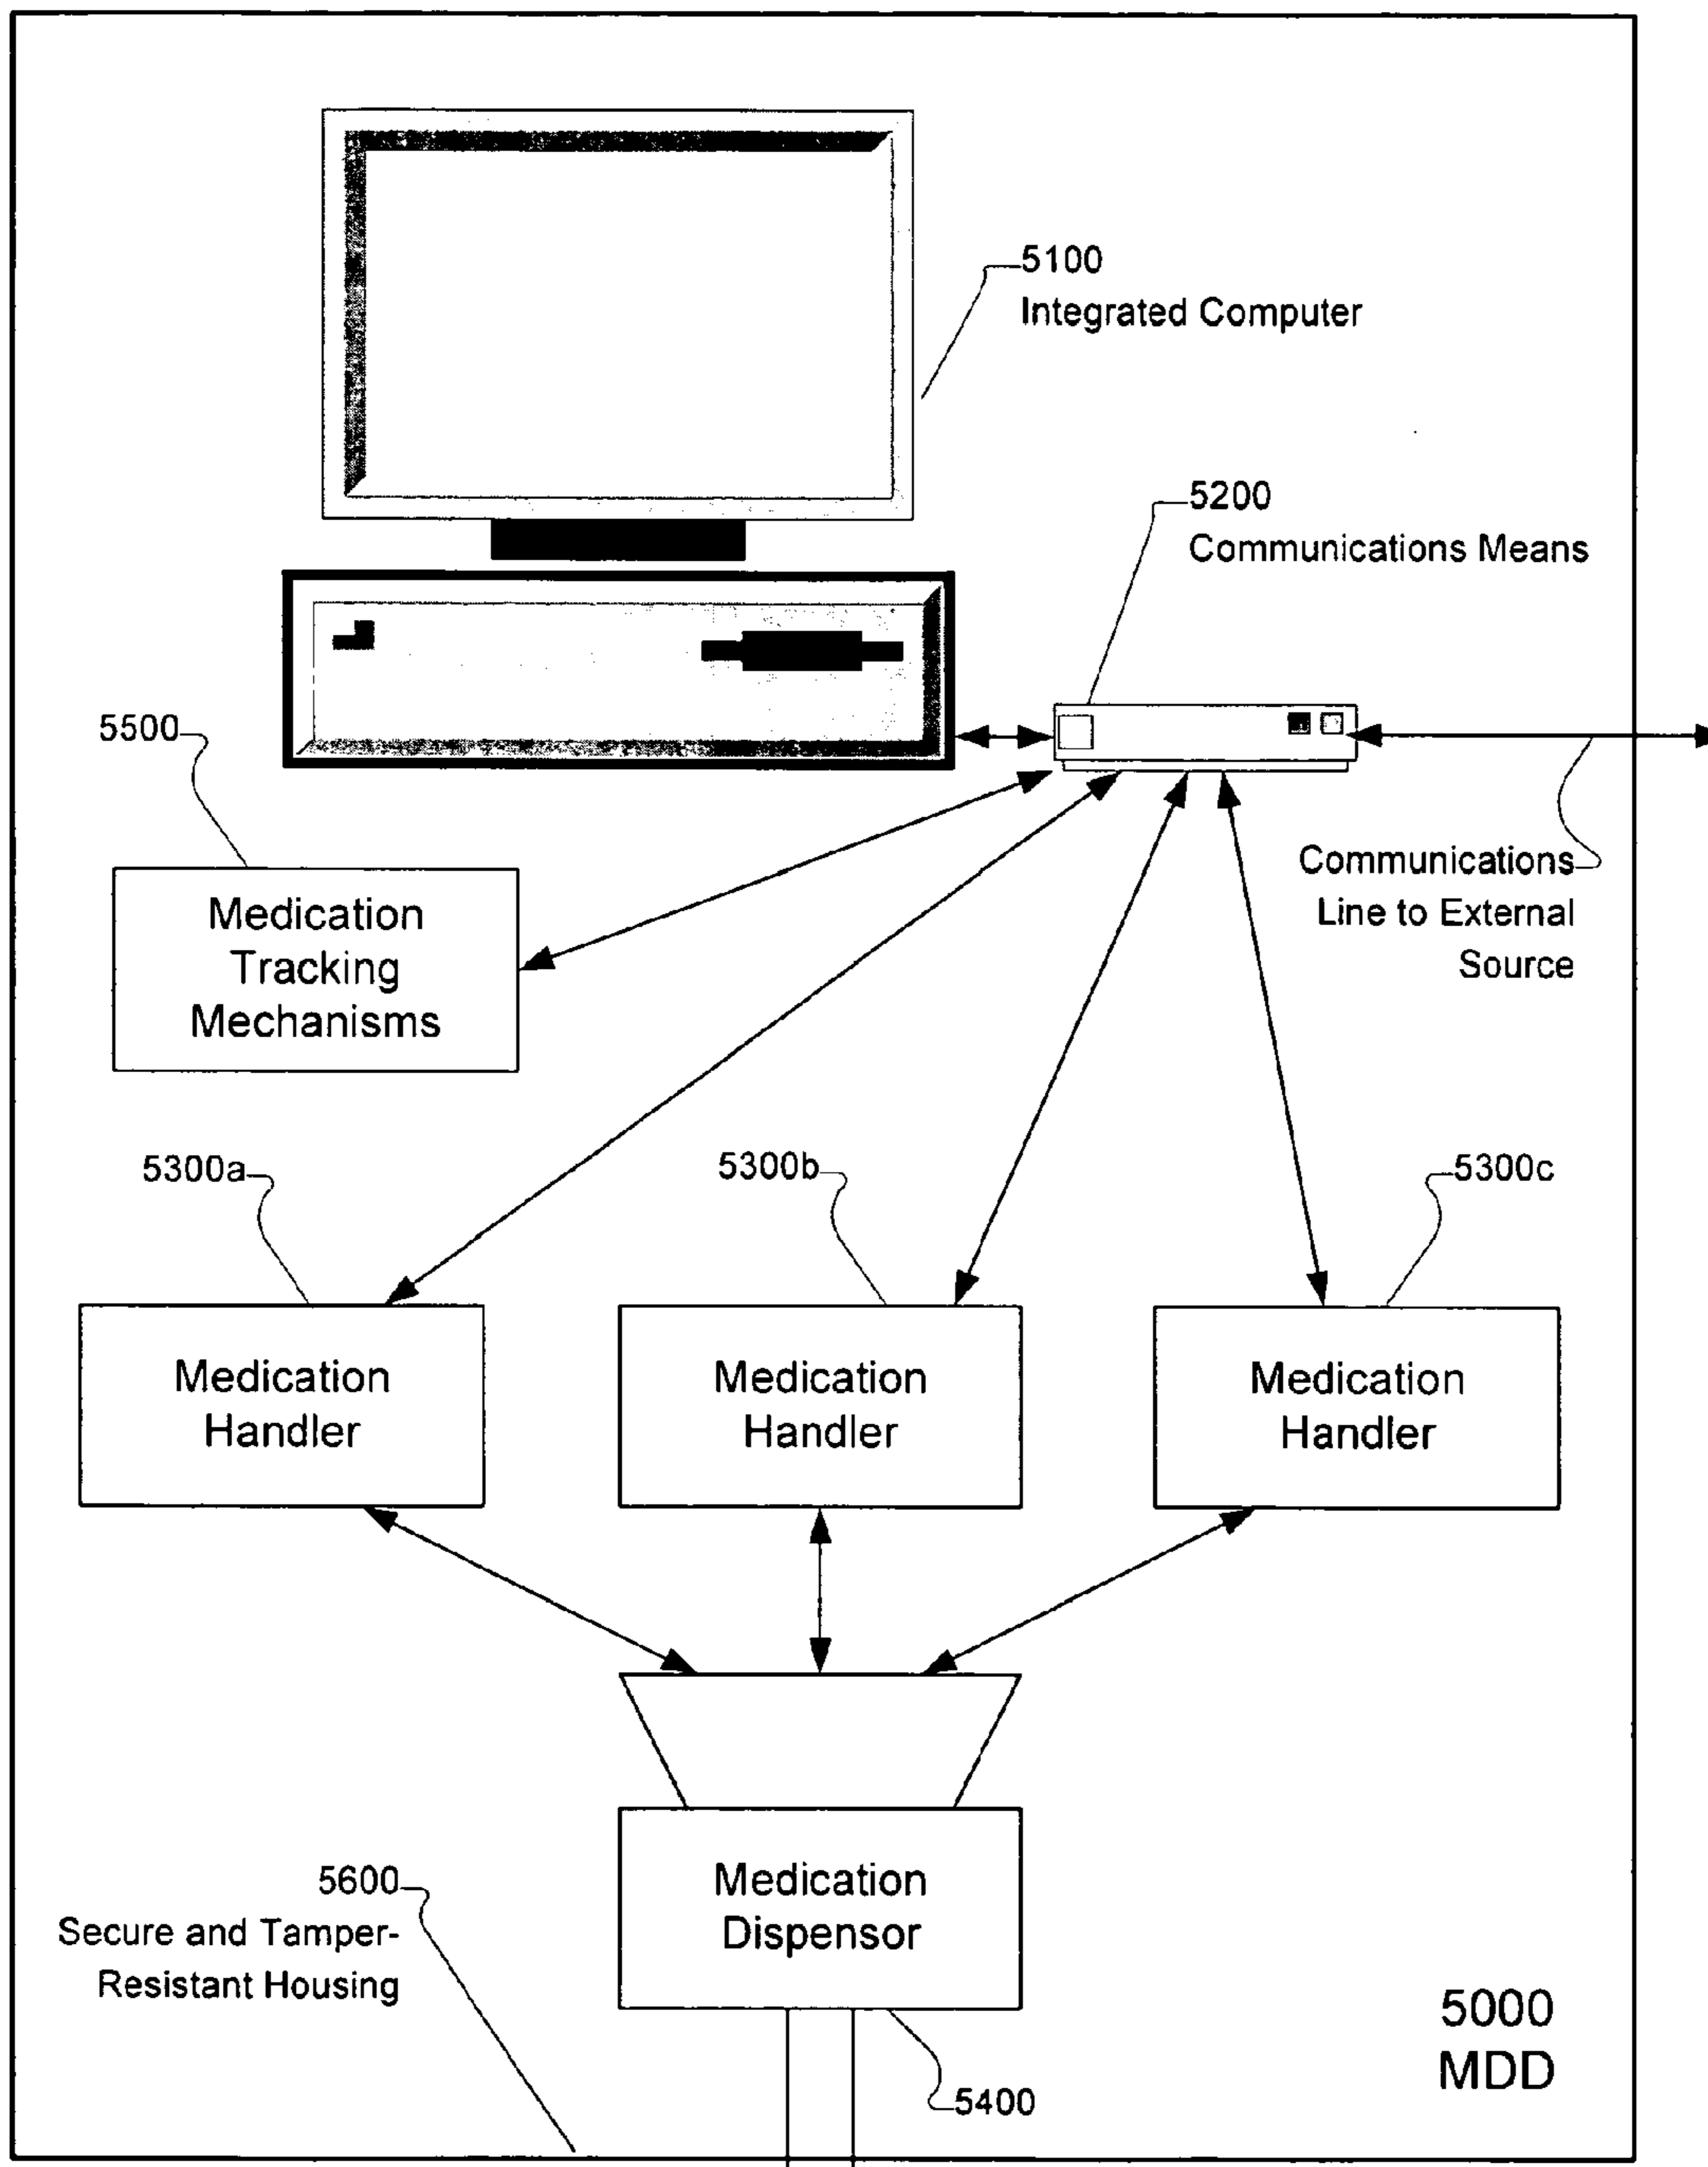 5100
Integrated Computer
5200
Communications Means
5500
Communications
Line to External
Source
Medication
Tracking
Mechanisms
5300a
5300b
5300c
Medication
Handler
Medication
Handler
Medication
Handler
5600
Secure and Tamper-
Resistant Housing
Medication
Dispensor
5400
5000
MDD